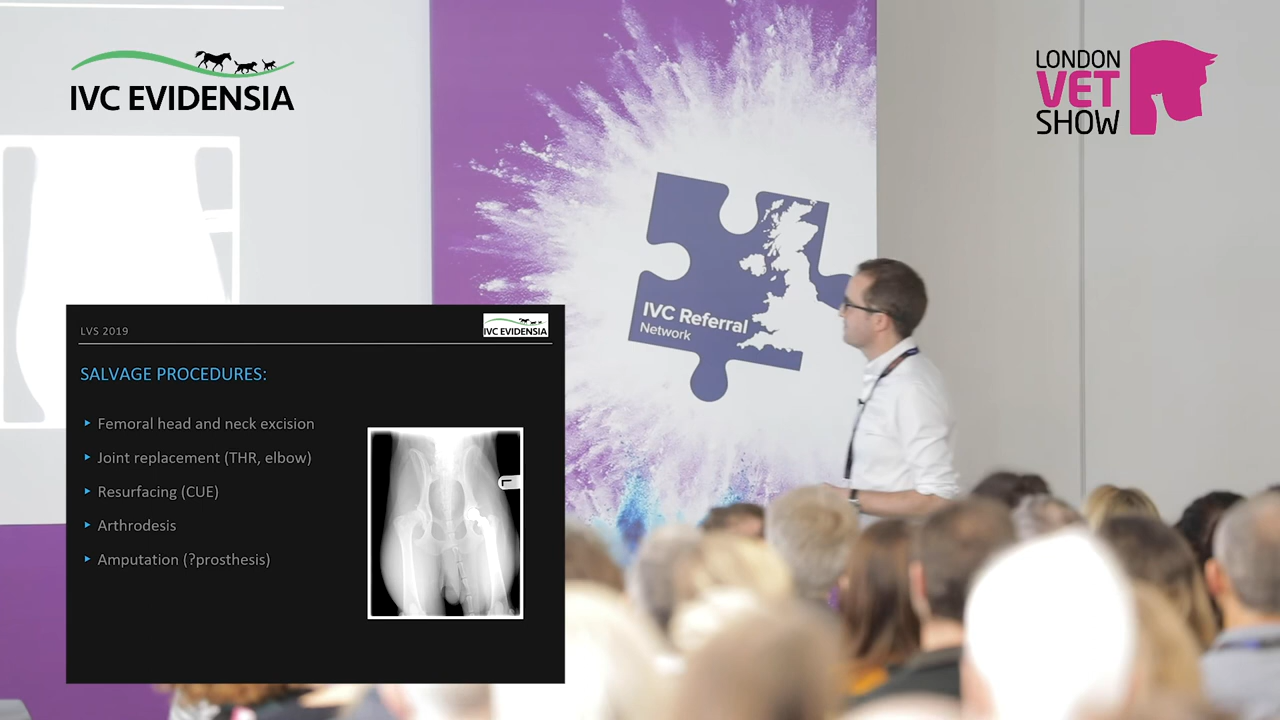 IVC EVIDENSIA
LONDON
VET
SHOW
IVC Referral
Network
LVS 2019
IVC EVIDENSIA
SALVAGE PROCEDURES:
‣ Femoral head and neck excision
‣ Joint replacement (THR, elbow)
‣ Resurfacing (CUE)
‣ Arthrodesis
‣ Amputation (?prosthesis)
L